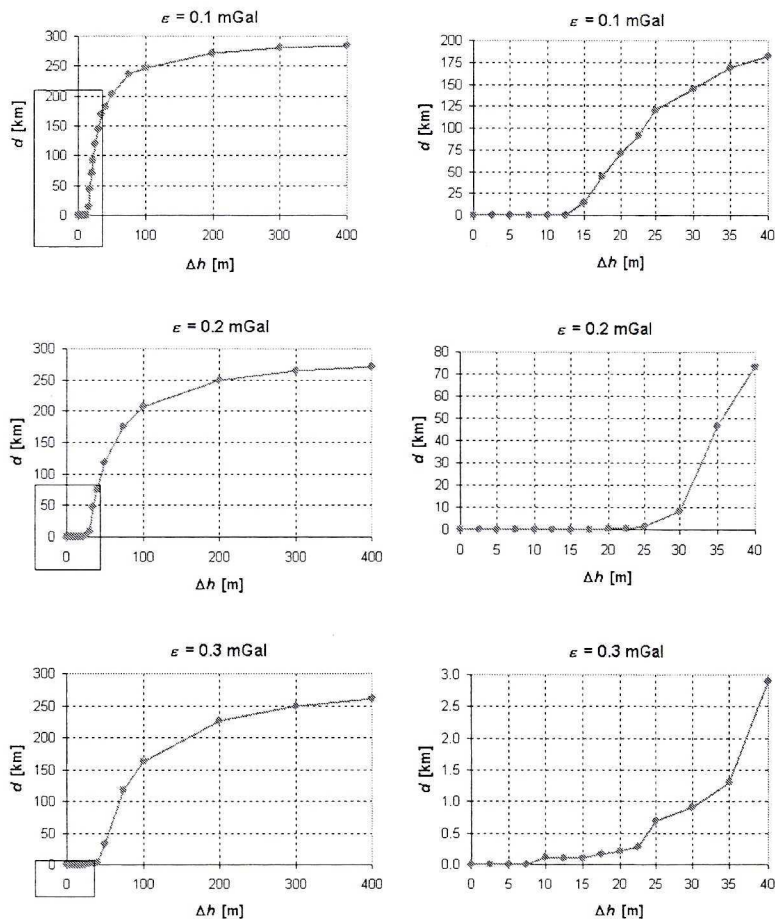 ε = 0.1 mGal
d [km]
300
250
200
150
100
50
0
0 100 200 300 400
Δh [m]
ε = 0.1 mGal
d [km]
200
175
150
125
100
75
50
25
0
0 5 10 15 20 25 30 35 40
Δh [m]
ε = 0.2 mGal
d [km]
300
250
200
150
100
50
0
0 100 200 300 400
Δh [m]
ε = 0.2 mGal
d [km]
80
70
60
50
40
30
20
10
0
0 5 10 15 20 25 30 35 40
Δh [m]
ε = 0.3 mGal
d [km]
300
250
200
150
100
50
0
0 100 200 300 400
Δh [m]
ε = 0.3 mGal
d [km]
3.0
2.5
2.0
1.5
1.0
0.5
0.0
0 5 10 15 20 25 30 35 40
Δh [m]